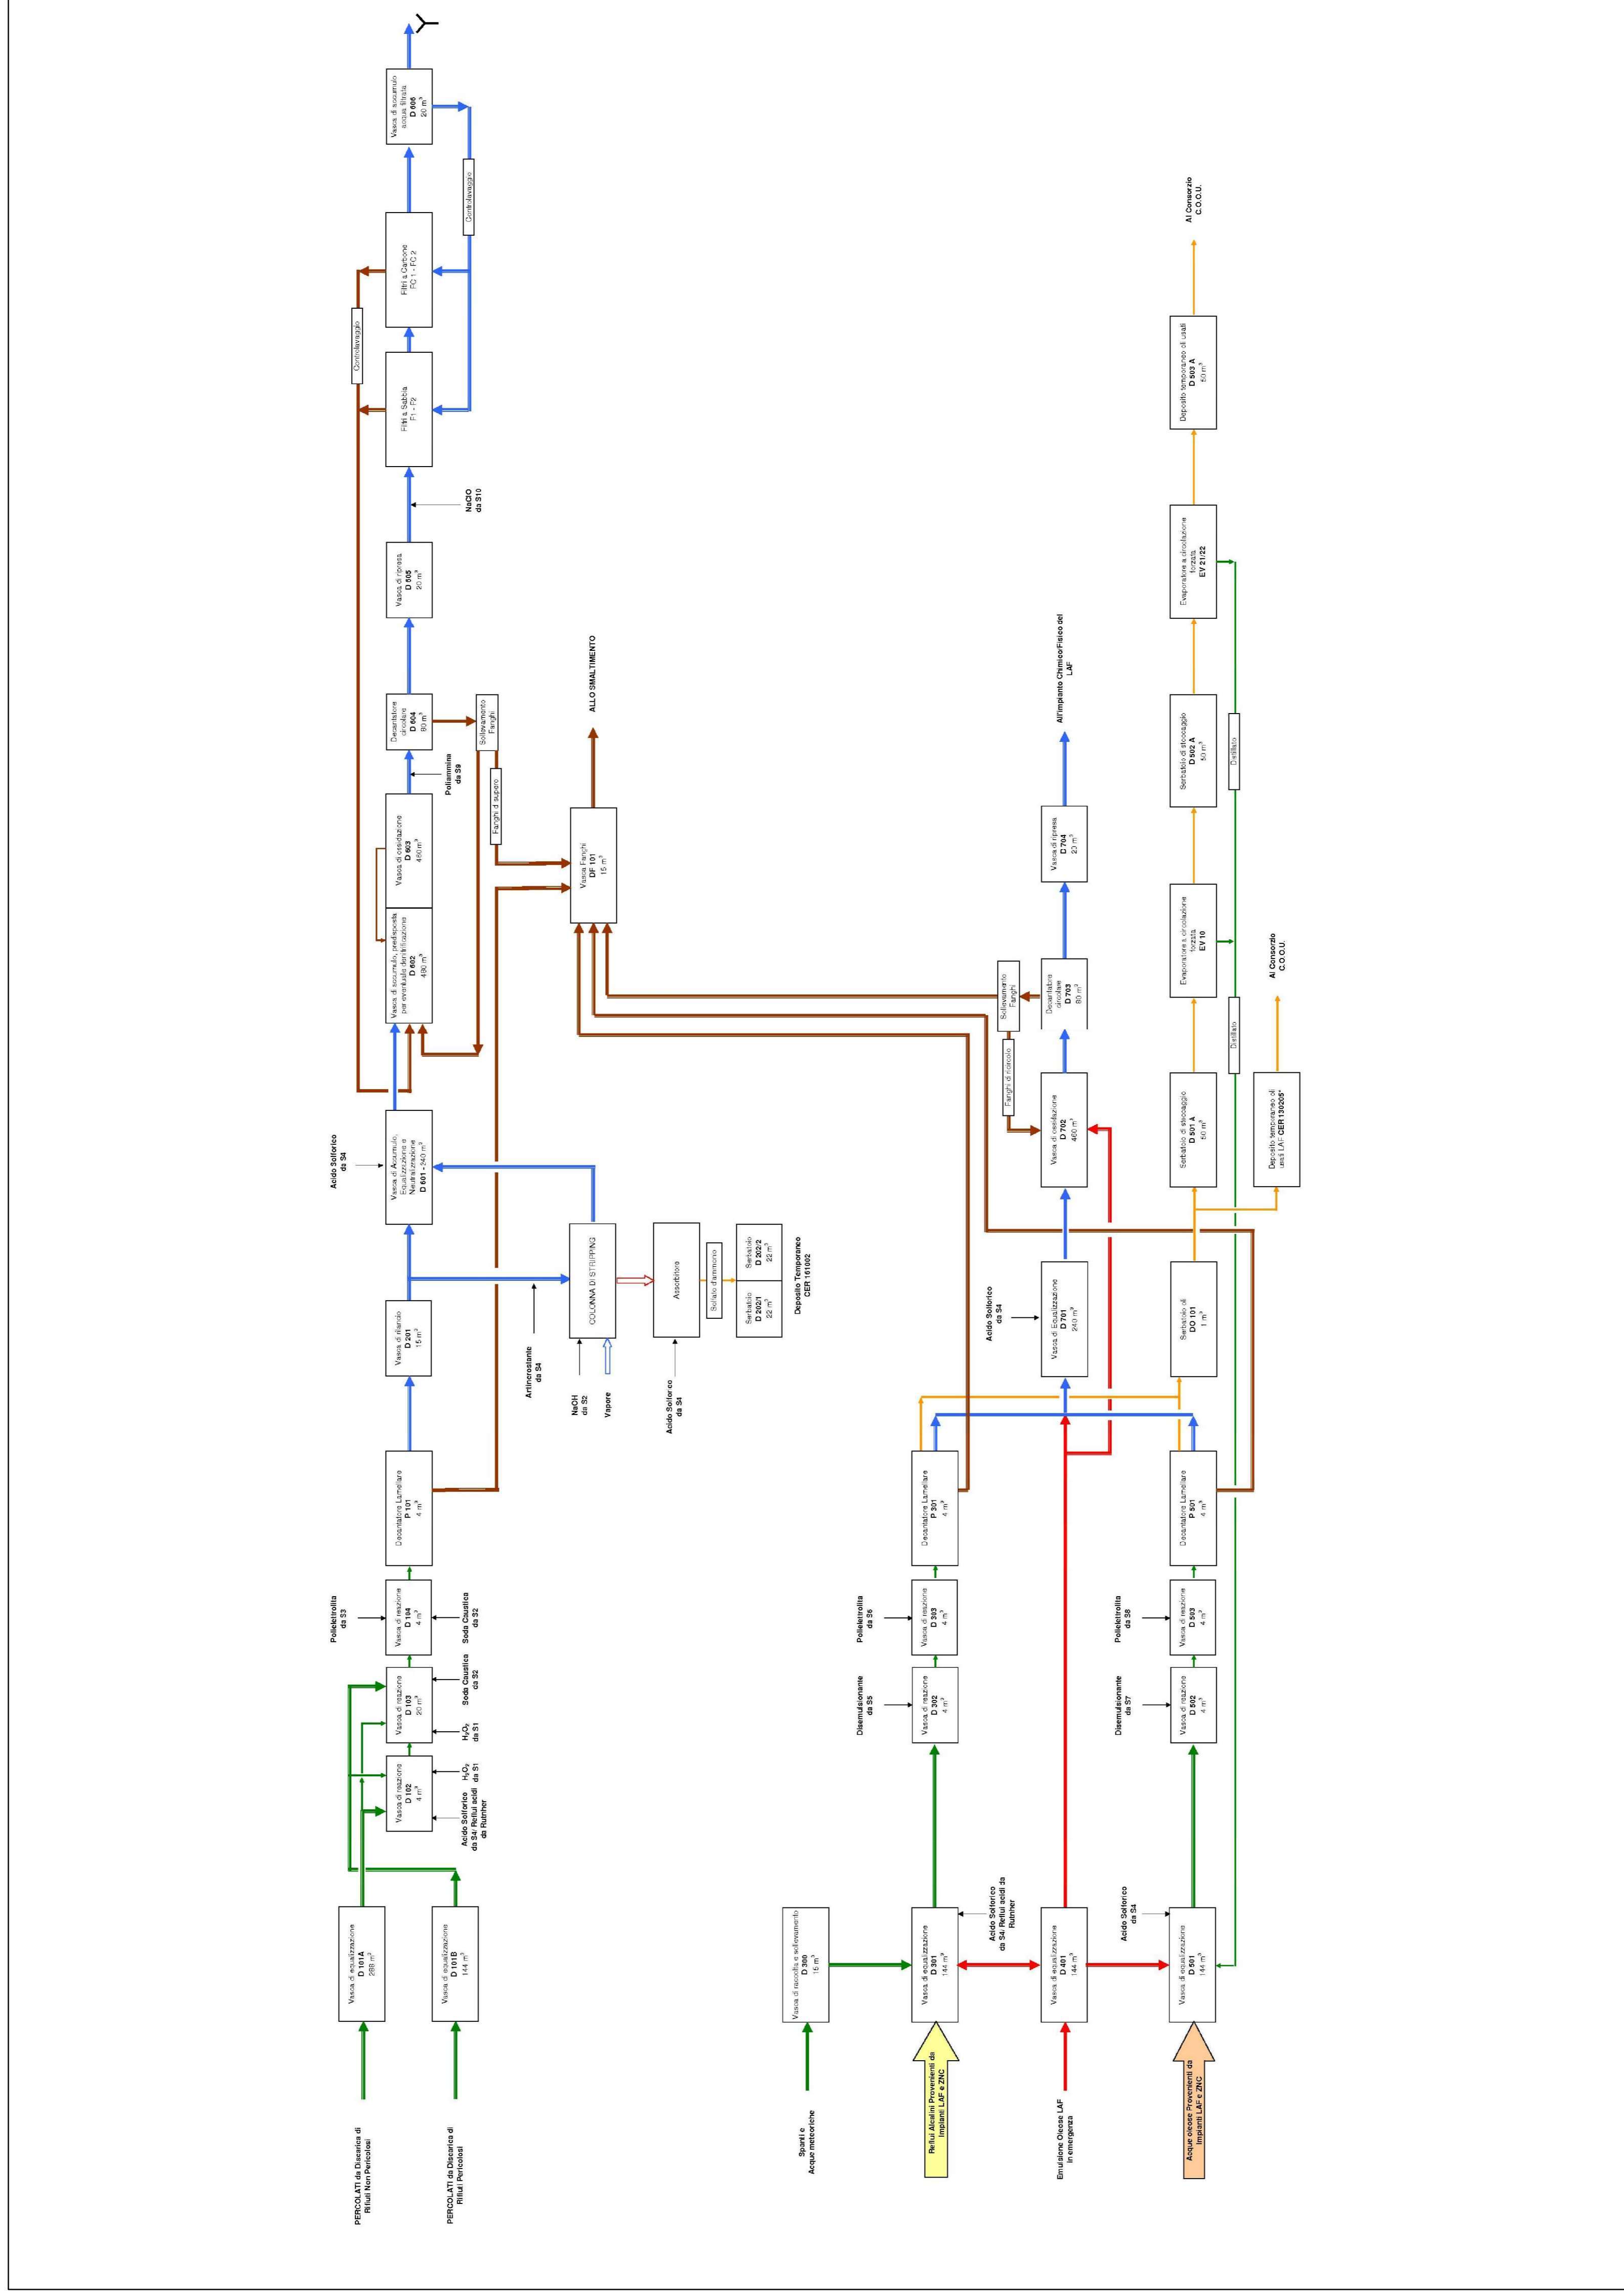 PERCOLATI da Discarica di
Rifiuti Non Pericolosi
PERCOLATI da Discarica di
Rifiuti Pericolosi
Vasca di equalizzazione
D 101A
288 m³
Vasca di equalizzazione
D 101B
144 m³
Vasca di reazione
D 102
4 m³
Acido Solforico
da S4/ Reflui acidi
da Rutnher
H₂O₂
da S1
Vasca di reazione
D 103
20 m³
H₂O₂
da S1
Soda Caustica
da S2
Polielettrolita
da S3
Vasca di reazione
D 104
4 m³
Soda Caustica
da S2
Decantatore Lamellare
P 101
4 m³
Vasca di rilancio
D 201
15 m³
Acido Solforico
da S4
Vasca di Accumulo,
Equalizzazione e
Neutralizzazione
D 601 - 240 m³
Vasca di accumulo, predisposta
per eventuale denitrificazione
D 602
480 m³
Vasca di ossidazione
D 603
460 m³
Poliammina
da S9
Decantatore
circolare
D 604
80 m³
Sollevamento
Fanghi
Fanghi di supero
Vasca di ripresa
D 605
20 m³
NaClO
da S10
Filtri a Sabbia
F1 - F2
Filtri a Carbone
FC 1 - FC 2
Controlavaggio
Controlavaggio
Vasca di accumulo
acqua filtrata
D 606
20 m³
Antincrostante
da S4
NaOH
da S2
Vapore
COLONNA DI STRIPPING
Acido Solforico
da S4
Assorbitore
Solfato d'ammonio
Serbatoio
D 202/1
22 m³
Serbatoio
D 202/2
22 m³
Deposito Temporaneo
CER 161002
Vasca Fanghi
DF 101
15 m³
ALLO SMALTIMENTO
Spanti e
Acque meteoriche
Vasca di raccolta e sollevamento
D 300
15 m³
Reflui Alcalini Provenienti da
Impianti LAF e ZNC
Vasca di equalizzazione
D 301
144 m³
Acido Solforico
da S4/ Reflui acidi da
Rutnher
Disemulsionante
da S5
Vasca di reazione
D 302
4 m³
Polielettrolita
da S6
Vasca di reazione
D 303
4 m³
Decantatore Lamellare
P 301
4 m³
Emulsione Oleose LAF
in emergenza
Vasca di equalizzazione
D 401
144 m³
Acido Solforico
da S4
Vasca di Equalizzazione
D 701
240 m³
Vasca di ossidazione
D 702
460 m³
Fanghi di ricircolo
Sollevamento
Fanghi
Decantatore
circolare
D 703
80 m³
Vasca di ripresa
D 704
20 m³
All'impianto Chimico/Fisico del
LAF
Acque oleose Provenienti da
Impianti LAF e ZNC
Vasca di equalizzazione
D 501
144 m³
Acido Solforico
da S4
Disemulsionante
da S7
Vasca di reazione
D 502
4 m³
Polielettrolita
da S8
Vasca di reazione
D 503
4 m³
Decantatore Lamellare
P 501
4 m³
Serbatoio oli
DO 101
1 m³
Serbatoio di stoccaggio
D 501 A
50 m³
Deposito temporaneo oli
usati LAF CER 130205*
Al Consorzio
C.O.O.U.
Evaporatore a circolazione
forzata
EV 10
Distillato
Serbatoio di stoccaggio
D 502 A
50 m³
Distillato
Evaporatore a circolazione
forzata
EV 21/22
Deposito temporaneo oli usati
D 503 A
50 m³
Al Consorzio
C.O.O.U.